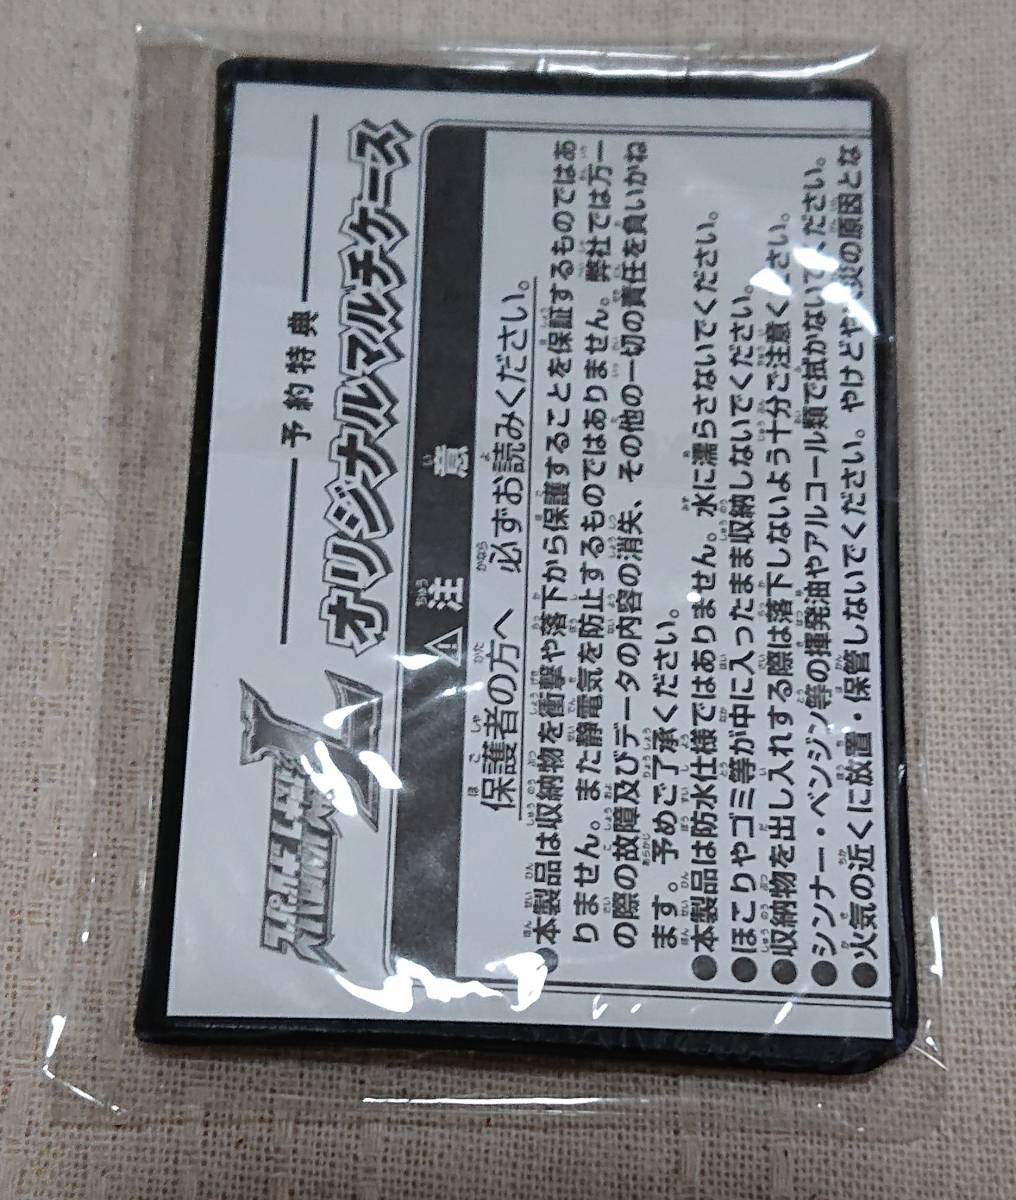 予約特典
オリジナルマルチケース
注意
保護者の方へ 必ずお読みください。
●本製品は収納物を衝撃や落下から保護することを保証するものではあ
りません。また静電気を防止するものではありません。弊社では万一
の際の故障及びデータの内容の消失、その他の一切の責任を負いかね
ます。予めご了承ください。
●本製品は防水仕様ではありません。水に濡らさないでください。
●ほこりやゴミ等が中に入ったまま収納しないでください。
●収納物を出し入れする際は落下しないよう十分ご注意ください。
●シンナー・ベンジン等の揮発油やアルコール類で拭かないでください。
●火気の近くに放置・保管しないでください。やけどや火災の原因とな